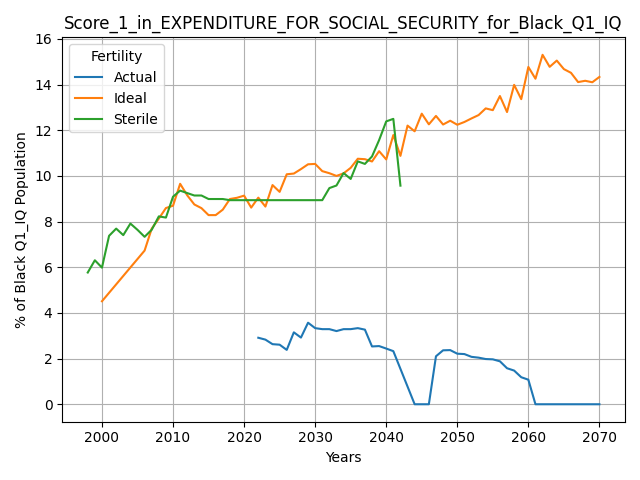 Score_1_in_EXPENDITURE_FOR_SOCIAL_SECURITY_for_Black_Q1_IQ
Fertility
Actual
Ideal
Sterile
% of Black Q1_IQ Population
16
14
12
10
8
6
4
2
0
2000 2010 2020 2030 2040 2050 2060 2070
Years